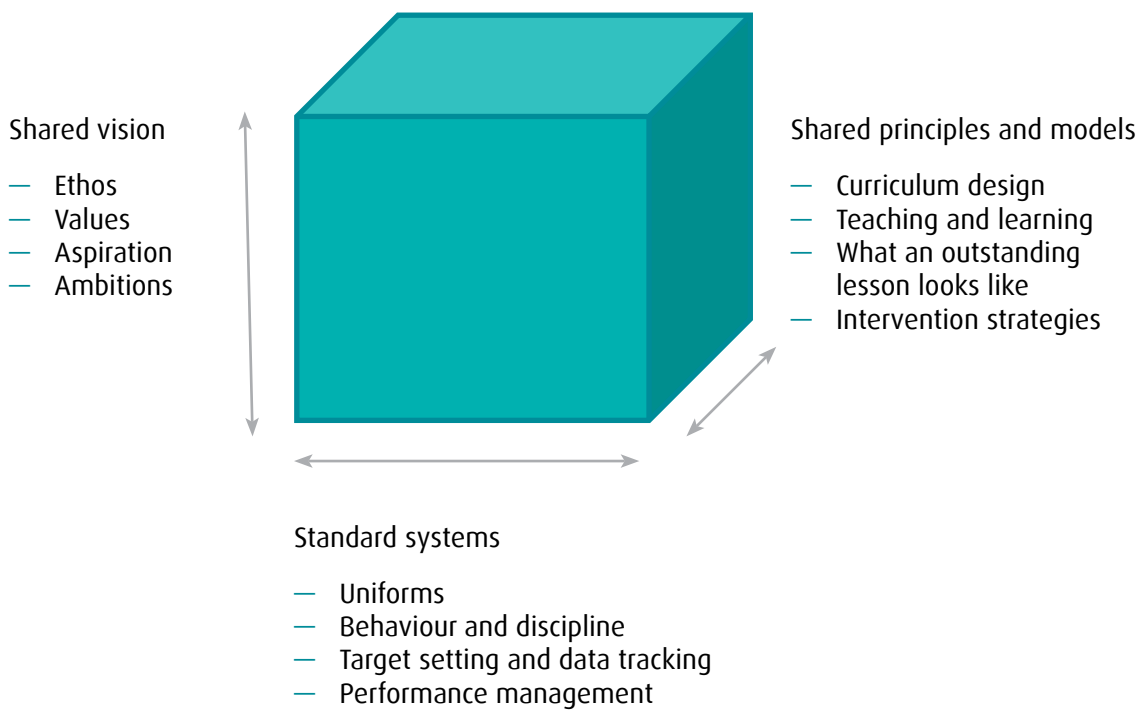 Shared vision
— Ethos
— Values
— Aspiration
— Ambitions
Shared principles and models
— Curriculum design
— Teaching and learning
— What an outstanding
lesson looks like
— Intervention strategies
Standard systems
— Uniforms
— Behaviour and discipline
— Target setting and data tracking
— Performance management